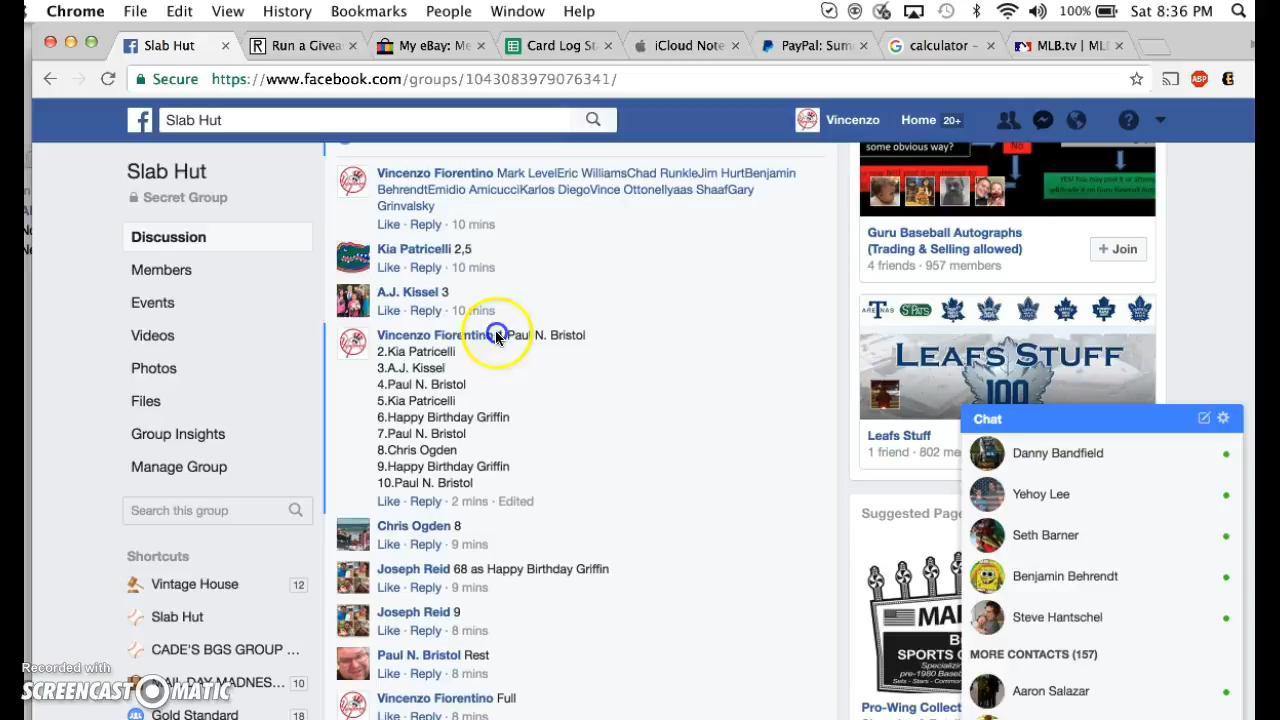 Chrome File Edit View History Bookmarks People Window Help 100% Sat 8:36 PM
Slab Hut Run a Givea My eBay: Me Card Log St iCloud Note PayPal: Sum calculator - MLB.tv | ML
Secure https://www.facebook.com/groups/1043083979076341/
Slab Hut Vincenzo Home 20+
Slab Hut
Secret Group
Discussion
Members
Events
Videos
Photos
Files
Group Insights
Manage Group
Search this group
Shortcuts
Vintage House 12
Slab Hut
CADE'S BGS GROUP ...
10
Gold Standard 18
Recorded with
SCREENCAST MATIC
Vincenzo Fiorentino Mark LevelEric WilliamsChad RunkleJim HurtBenjamin
BehrendtEmidio AmicucciKarlos DiegoVince Ottonellyaas ShaafGary
Grinvalsky
Like · Reply · 10 mins
Kia Patricelli 2,5
Like · Reply · 10 mins
A.J. Kissel 3
Like · Reply · 10 mins
Vincenzo Fiorentino Paul N. Bristol
2.Kia Patricelli
3.A.J. Kissel
4.Paul N. Bristol
5.Kia Patricelli
6.Happy Birthday Griffin
7.Paul N. Bristol
8.Chris Ogden
9.Happy Birthday Griffin
10.Paul N. Bristol
Like · Reply · 2 mins · Edited
Chris Ogden 8
Like · Reply · 9 mins
Joseph Reid 68 as Happy Birthday Griffin
Like · Reply · 9 mins
Joseph Reid 9
Like · Reply · 8 mins
Paul N. Bristol Rest
Like · Reply · 8 mins
Vincenzo Fiorentino Full
Like · Reply · 8 mins
some obvious way? No
Guru Baseball Autographs
(Trading & Selling allowed)
4 friends · 957 members
+ Join
LEAFS STUFF
100
Leafs Stuff
1 friend · 802 me
Suggested Page
Pro-Wing Collect
Chat
Danny Bandfield
Yehoy Lee
Seth Barner
Benjamin Behrendt
Steve Hantschel
MORE CONTACTS (157)
Aaron Salazar